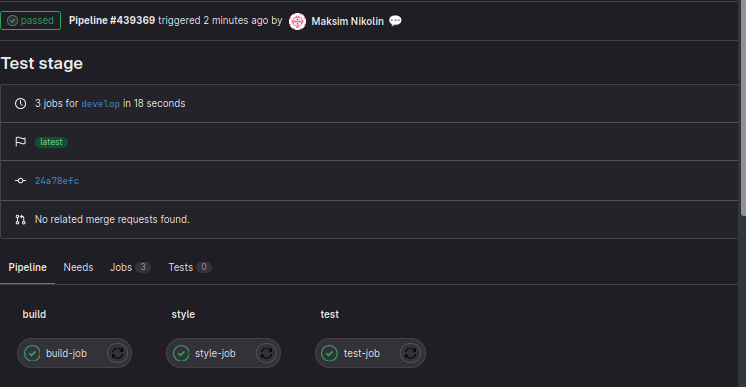 passed Pipeline #439369 triggered 2 minutes ago by Maksim Nikolin
Test stage
3 jobs for develop in 18 seconds
latest
24a78efc
No related merge requests found.
Pipeline Needs Jobs 3 Tests 0
build style test
build-job style-job test-job